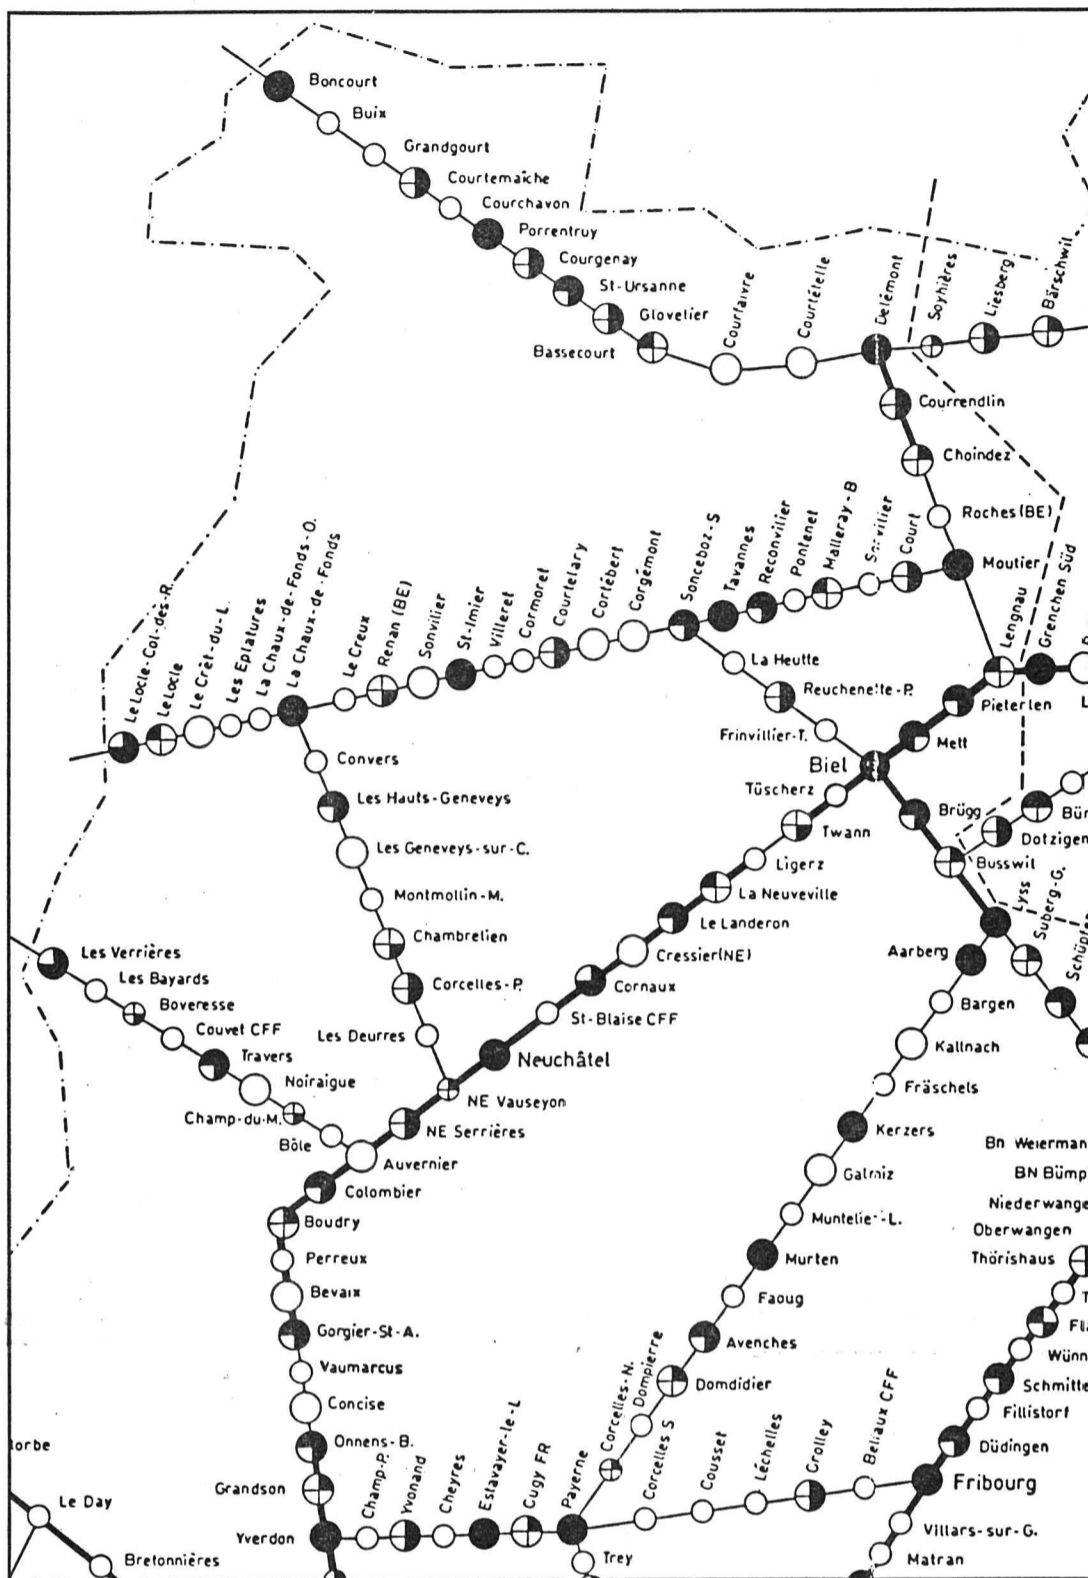 Boncourt
Buix
Grandgourt
Courtemaîche
Courchavon
Porrentruy
Courgenay
St-Ursanne
Glovelier
Bassecourt
Courfaivre
Courtételle
Delémont
Soyhières
Liesberg
Bärschwil
Courrendlin
Choindez
Roches (BE)
Moutier
Court
Malleray-B
Pontenet
Reconvilier
Tavannes
Sonceboz-S
Corgémont
Cortébert
Courtelary
Cormoret
Villeret
St-Imier
Sonvilier
Renan (BE)
Le Creux
La Chaux-de-Fonds
La Chaux-de-Fonds-O.
Les Eplatures
Le Crêt-du-L.
Le Locle
Le Locle-Col-des-R.
Lengnau
Grenchen Süd
La Heutte
Reuchenette-P.
Frinvillier-T.
Pieterlen
Mett
Biel
Tüscherz
Twann
Ligerz
La Neuveville
Le Landeron
Cressier(NE)
Cornaux
St-Blaise CFF
Neuchâtel
NE Vauseyon
NE Serrières
Auvernier
Colombier
Boudry
Perreux
Bevaix
Gorgier-St-A.
Vaumarcus
Concise
Onnens-B.
Grandson
Yverdon
Convers
Les Hauts-Geneveys
Les Geneveys-sur-C.
Montmollin-M.
Chambrelien
Corcelles-P.
Les Deurres
Les Verrières
Les Bayards
Boveresse
Couvet CFF
Travers
Noiraigue
Champ-du-M.
Bôle
Brügg
Busswil
Dotzigen
Bür
Lyss
Suberg-G.
Schüpfen
Aarberg
Bargen
Kallnach
Fräschels
Kerzers
Galmiz
Muntelier-L.
Murten
Faoug
Avenches
Domdidier
Dompierre
Corcelles-N.
Payerne
Cugy FR
Estavayer-le-L
Cheyres
Yvonand
Champ-P.
Trey
Corcelles S
Cousset
Léchelles
Crolley
Belfaux CFF
Fribourg
Düdingen
Fillistorf
Schmitte
Wünn
Fla
T
Thörishaus
Oberwangen
Niederwange
BN Bümp
Bn Weierman
Villars-sur-G.
Matran
lorbe
Le Day
Bretonnières